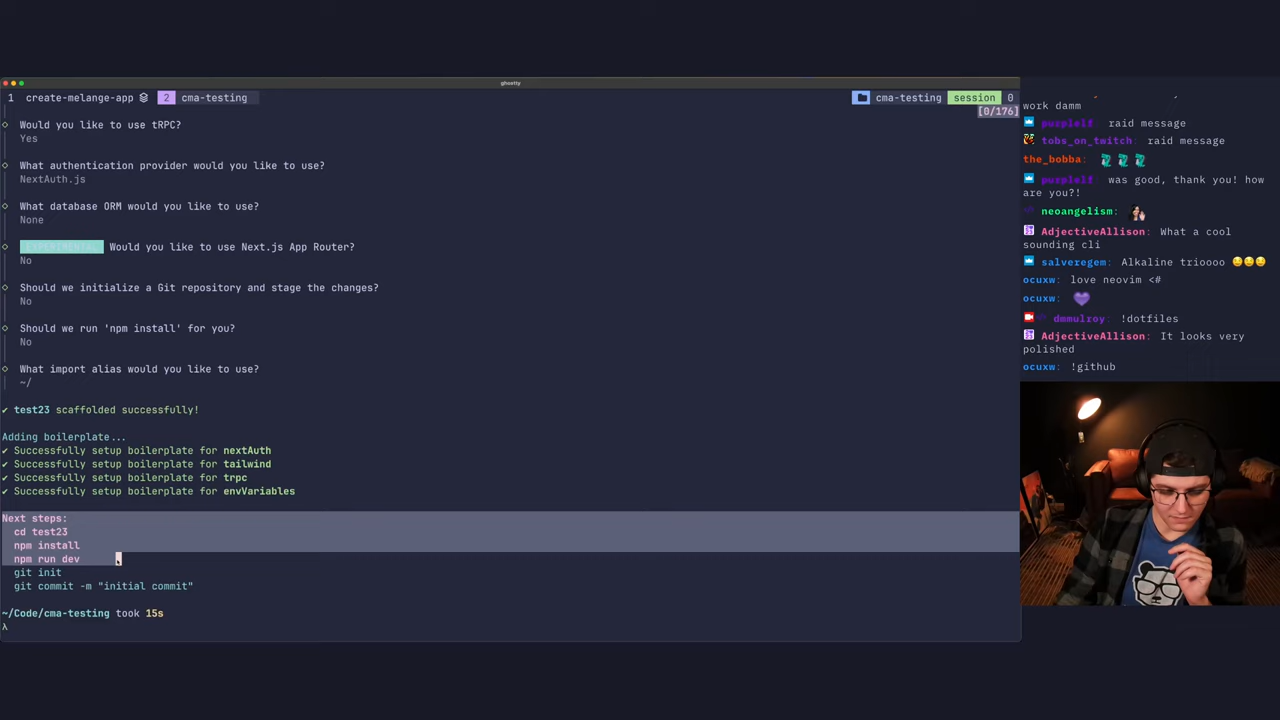 ghostty
1 create-melange-app 2 cma-testing
cma-testing session 0
[0/176]
Would you like to use tRPC?
Yes
What authentication provider would you like to use?
NextAuth.js
What database ORM would you like to use?
None
EXPERIMENTAL Would you like to use Next.js App Router?
No
Should we initialize a Git repository and stage the changes?
No
Should we run 'npm install' for you?
No
What import alias would you like to use?
~/
✔ test23 scaffolded successfully!
Adding boilerplate...
✔ Successfully setup boilerplate for nextAuth
✔ Successfully setup boilerplate for tailwind
✔ Successfully setup boilerplate for trpc
✔ Successfully setup boilerplate for envVariables
Next steps:
cd test23
npm install
npm run dev
git init
git commit -m "initial commit"
~/Code/cma-testing took 15s
λ
work damm
purplelf: raid message
tobs_on_twitch: raid message
the_bobba:
purplelf: was good, thank you! how
are you?!
neoangelism:
AdjectiveAllison: What a cool
sounding cli
salveregem: Alkaline trioooo
ocuxw: love neovim <#
ocuxw:
dmmulroy: !dotfiles
AdjectiveAllison: It looks very
polished
ocuxw: !github